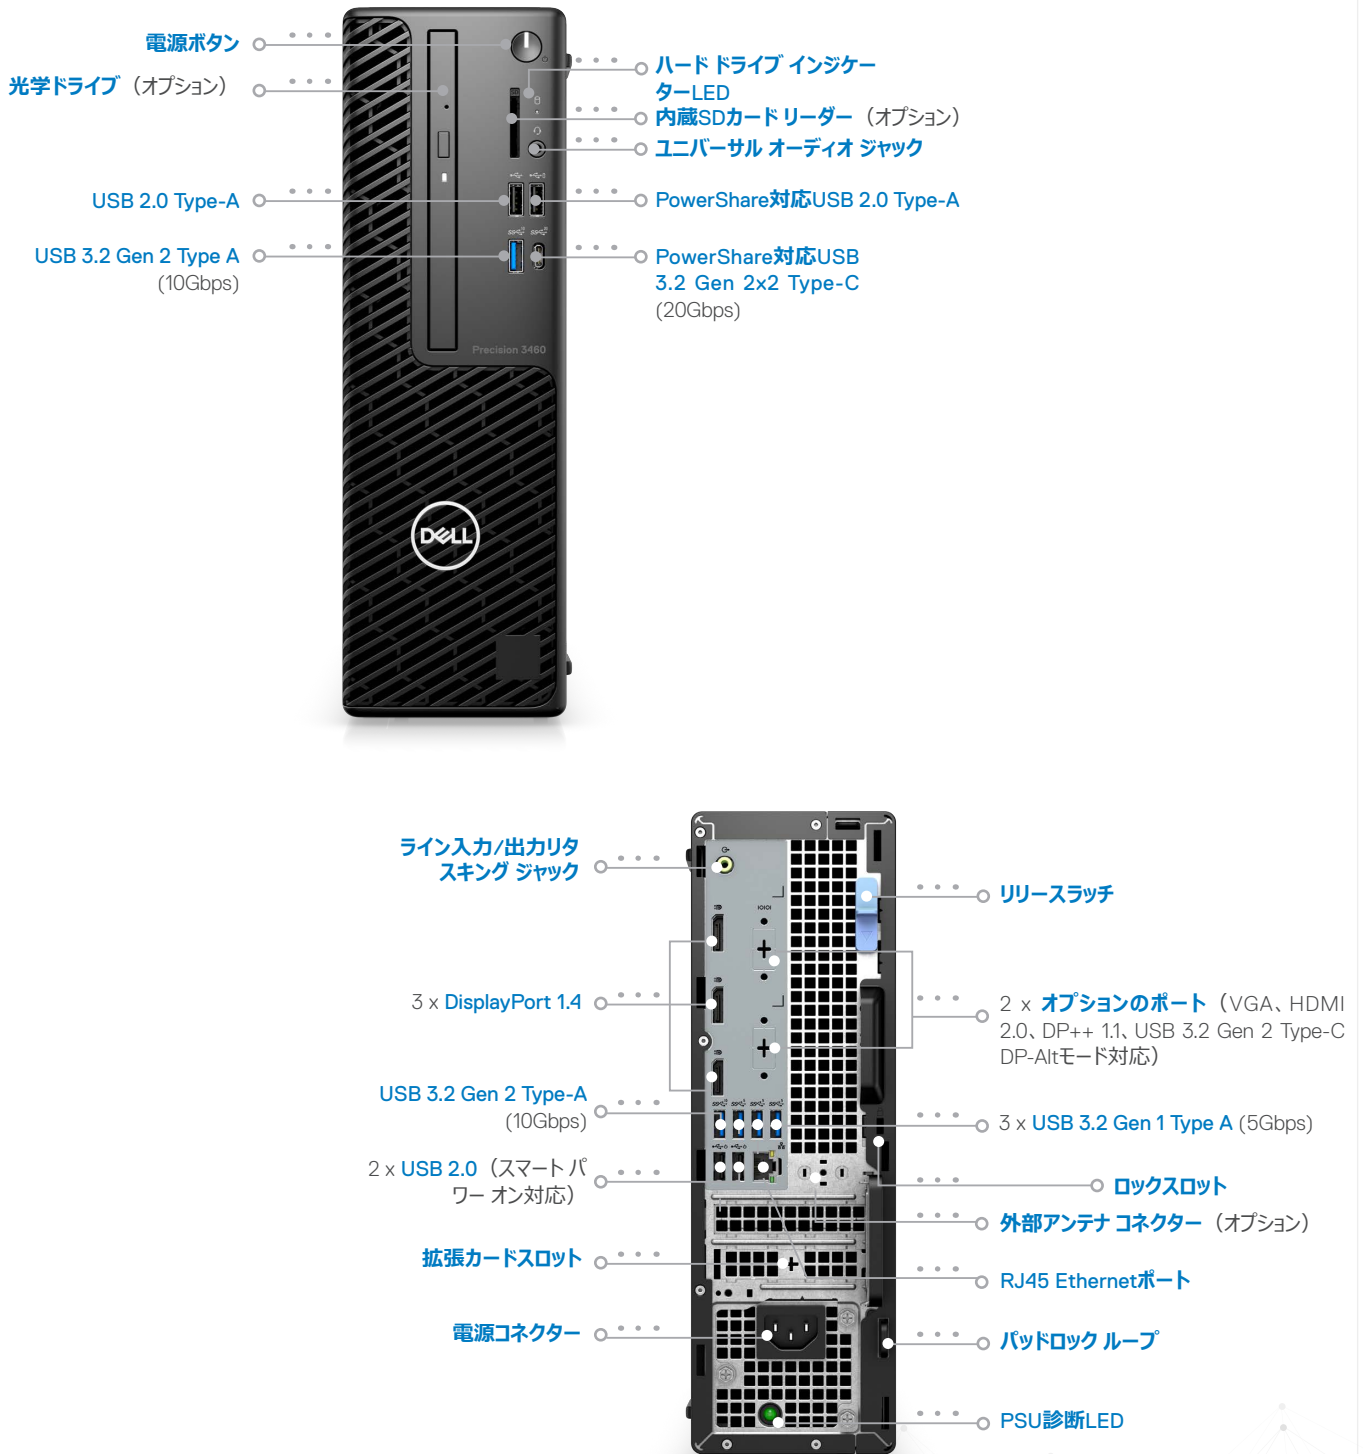 電源ボタン
光学ドライブ（オプション）
USB 2.0 Type-A
USB 3.2 Gen 2 Type A
(10Gbps)
ハード ドライブ インジケー
ターLED
内蔵SDカード リーダー（オプション）
ユニバーサル オーディオ ジャック
PowerShare対応USB 2.0 Type-A
PowerShare対応USB
3.2 Gen 2x2 Type-C
(20Gbps)
Precision 3460
DELL
ライン入力/出力リタ
スキング ジャック
3 x DisplayPort 1.4
USB 3.2 Gen 2 Type-A
(10Gbps)
2 x USB 2.0（スマート パ
ワー オン対応）
拡張カードスロット
電源コネクター
リリースラッチ
2 x オプションのポート（VGA、HDMI
2.0、DP++ 1.1、USB 3.2 Gen 2 Type-C
DP-Altモード対応）
3 x USB 3.2 Gen 1 Type A (5Gbps)
ロックスロット
外部アンテナ コネクター（オプション）
RJ45 Ethernetポート
パッドロック ループ
PSU診断LED